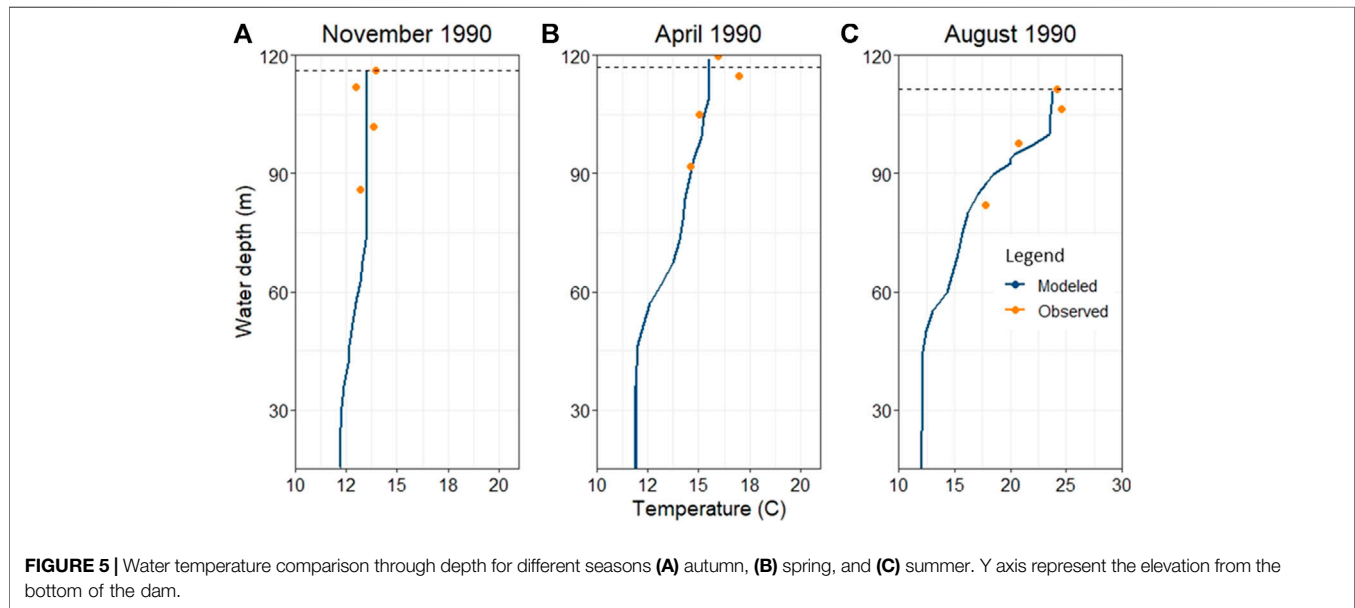 A November 1990
B April 1990
C August 1990
120
90
60
30
Water depth (m)
10 12 15 18 20
120
90
60
30
10 12 15 18 20
Temperature (C)
120
90
60
30
10 15 20 25 30
Legend
Modeled
Observed
FIGURE 5 | Water temperature comparison through depth for different seasons (A) autumn, (B) spring, and (C) summer. Y axis represent the elevation from the
bottom of the dam.